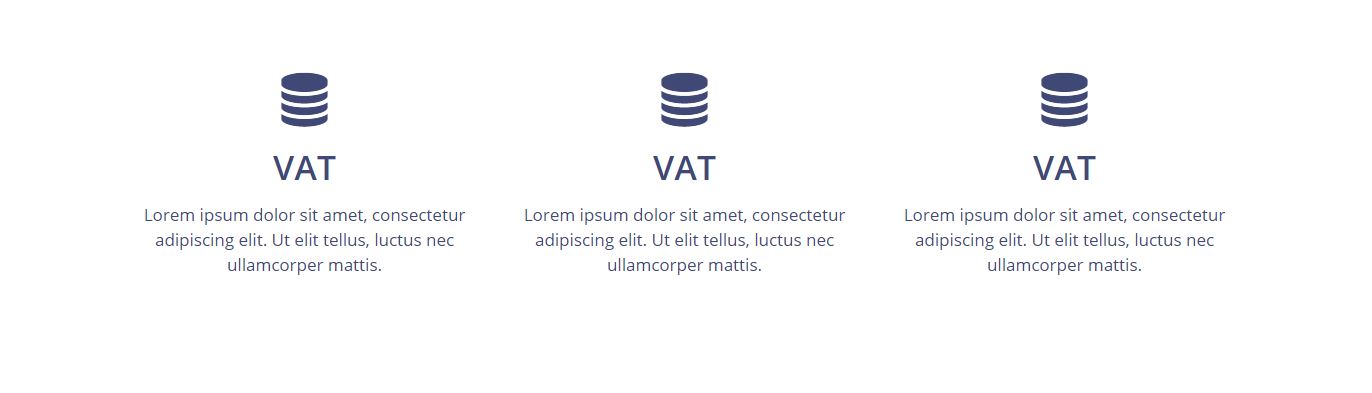 VAT
Lorem ipsum dolor sit amet, consectetur
adipiscing elit. Ut elit tellus, luctus nec
ullamcorper mattis.
VAT
Lorem ipsum dolor sit amet, consectetur
adipiscing elit. Ut elit tellus, luctus nec
ullamcorper mattis.
VAT
Lorem ipsum dolor sit amet, consectetur
adipiscing elit. Ut elit tellus, luctus nec
ullamcorper mattis.